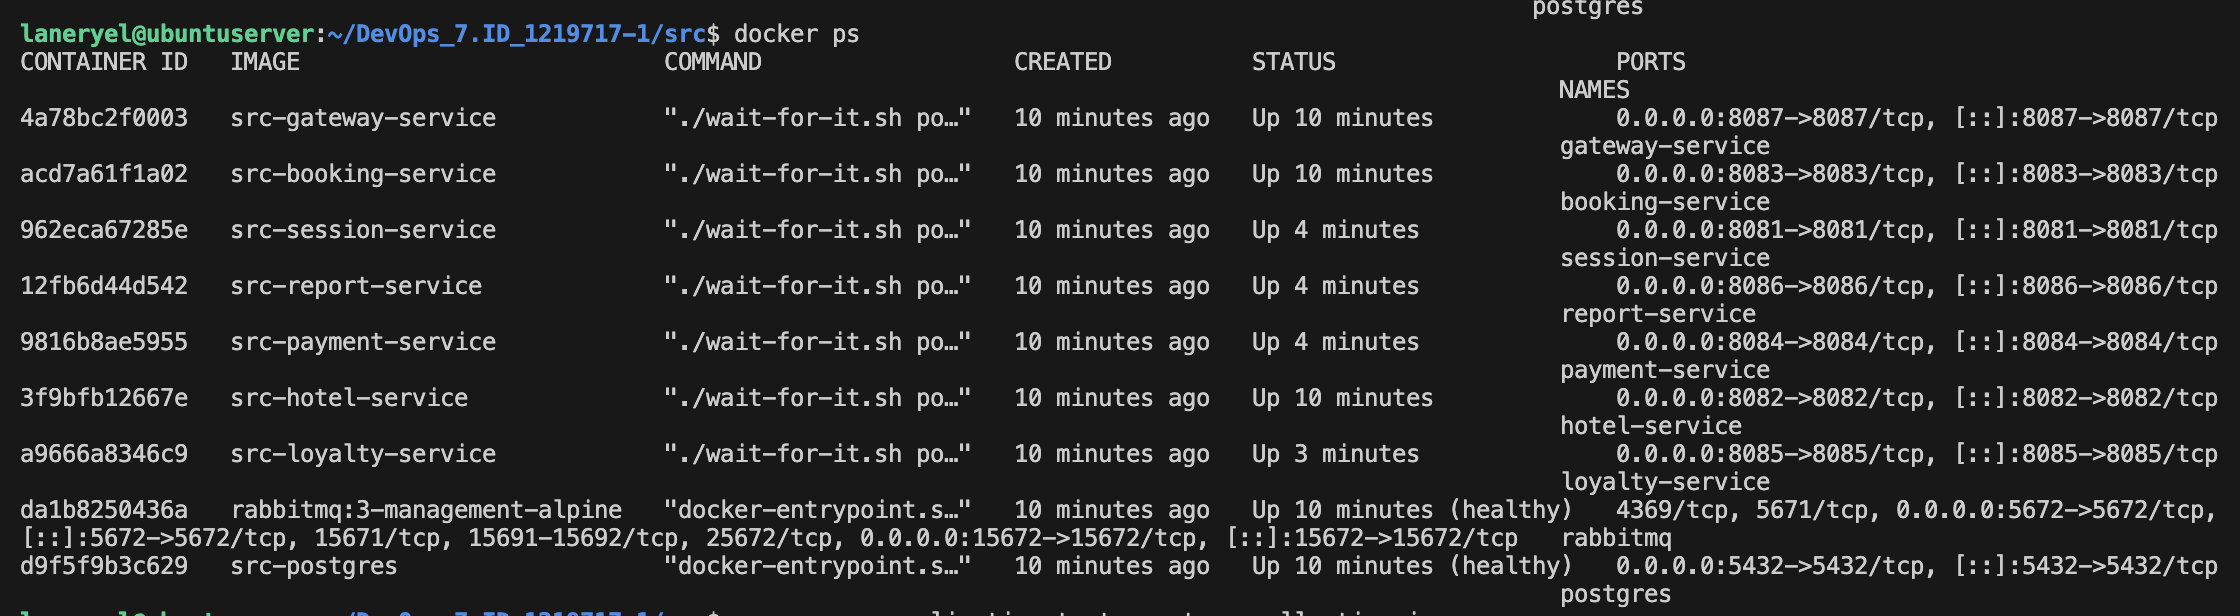 postgres
laneryel@ubuntuserver:~/DevOps_7.ID_1219717-1/src$ docker ps
CONTAINER ID   IMAGE                          COMMAND                  CREATED          STATUS                    PORTS
NAMES
4a78bc2f0003   src-gateway-service            "./wait-for-it.sh po…"   10 minutes ago   Up 10 minutes             0.0.0.0:8087->8087/tcp, [::]:8087->8087/tcp
gateway-service
acd7a61f1a02   src-booking-service            "./wait-for-it.sh po…"   10 minutes ago   Up 10 minutes             0.0.0.0:8083->8083/tcp, [::]:8083->8083/tcp
booking-service
962eca67285e   src-session-service            "./wait-for-it.sh po…"   10 minutes ago   Up 4 minutes              0.0.0.0:8081->8081/tcp, [::]:8081->8081/tcp
session-service
12fb6d44d542   src-report-service             "./wait-for-it.sh po…"   10 minutes ago   Up 4 minutes              0.0.0.0:8086->8086/tcp, [::]:8086->8086/tcp
report-service
9816b8ae5955   src-payment-service            "./wait-for-it.sh po…"   10 minutes ago   Up 4 minutes              0.0.0.0:8084->8084/tcp, [::]:8084->8084/tcp
payment-service
3f9bfb12667e   src-hotel-service              "./wait-for-it.sh po…"   10 minutes ago   Up 10 minutes             0.0.0.0:8082->8082/tcp, [::]:8082->8082/tcp
hotel-service
a9666a8346c9   src-loyalty-service            "./wait-for-it.sh po…"   10 minutes ago   Up 3 minutes              0.0.0.0:8085->8085/tcp, [::]:8085->8085/tcp
loyalty-service
da1b8250436a   rabbitmq:3-management-alpine   "docker-entrypoint.s…"   10 minutes ago   Up 10 minutes (healthy)   4369/tcp, 5671/tcp, 0.0.0.0:5672->5672/tcp,
[::]:5672->5672/tcp, 15671/tcp, 15691-15692/tcp, 25672/tcp, 0.0.0.0:15672->15672/tcp, [::]:15672->15672/tcp   rabbitmq
d9f5f9b3c629   src-postgres                   "docker-entrypoint.s…"   10 minutes ago   Up 10 minutes (healthy)   0.0.0.0:5432->5432/tcp, [::]:5432->5432/tcp
postgres